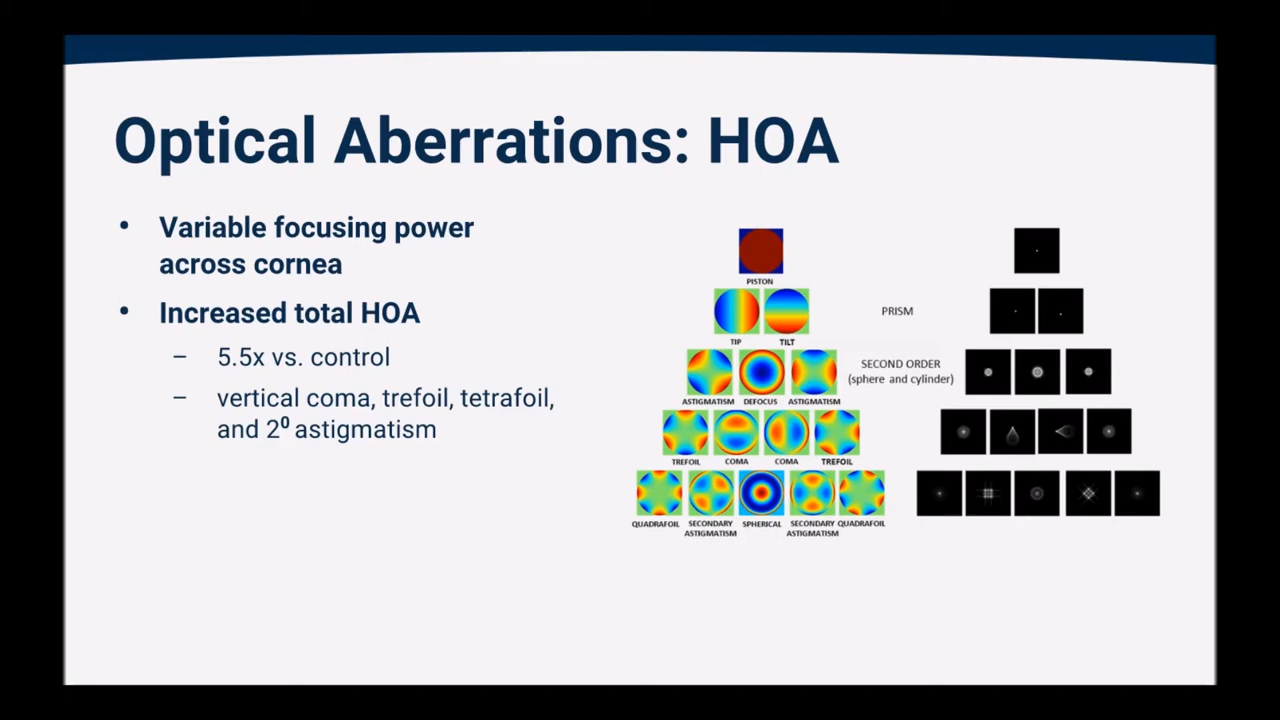 Optical Aberrations: HOA
• Variable focusing power
across cornea
• Increased total HOA
– 5.5x vs. control
– vertical coma, trefoil, tetrafoil,
and 2⁰ astigmatism
PISTON
TIP TILT
PRISM
ASTIGMATISM DEFOCUS ASTIGMATISM
SECOND ORDER
(sphere and cylinder)
TREFOIL COMA COMA TREFOIL
QUADRAFOIL SECONDARY SPHERICAL SECONDARY QUADRAFOIL
ASTIGMATISM ASTIGMATISM